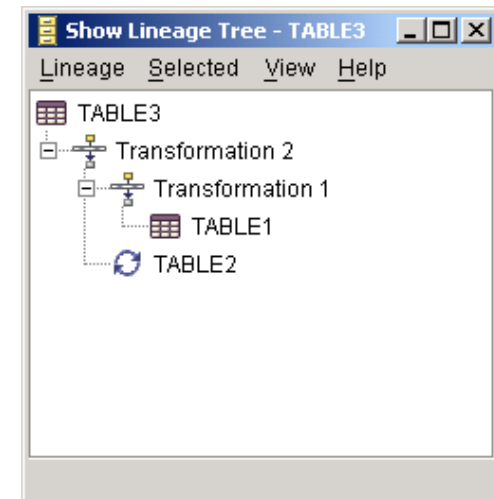 Show Lineage Tree - TABLE3
Lineage Selected View Help
TABLE3
Transformation 2
Transformation 1
TABLE1
TABLE2